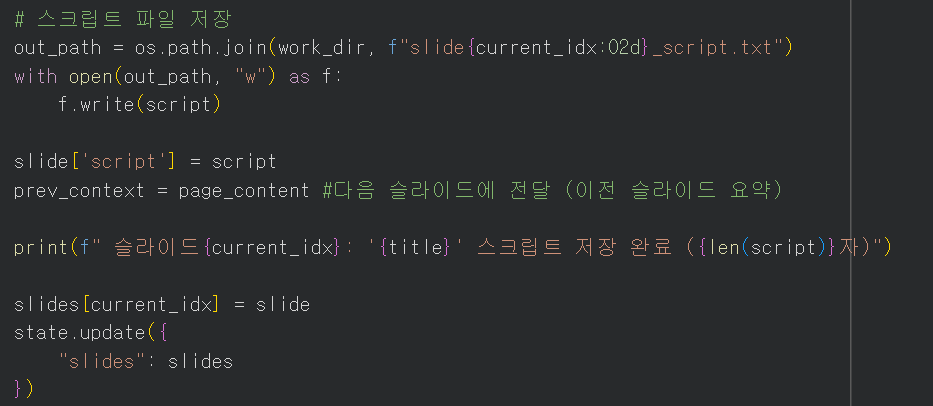 # 스크립트 파일 저장
out_path = os.path.join(work_dir, f"slide{current_idx:02d}_script.txt")
with open(out_path, "w") as f:
    f.write(script)

slide['script'] = script
prev_context = page_content #다음 슬라이드에 전달 (이전 슬라이드 요약)

print(f" 슬라이드{current_idx}: '{title}' 스크립트 저장 완료 ({len(script)}자)")

slides[current_idx] = slide
state.update({
    "slides": slides
})